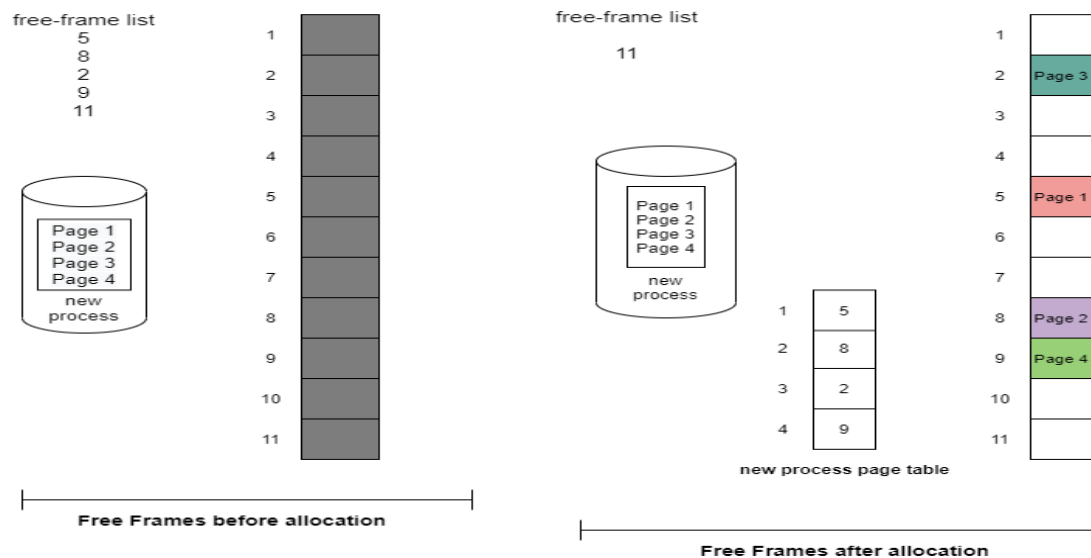 free-frame list
5
8
2
9
11
1
2
3
4
5
6
7
8
9
10
11
Page 1
Page 2
Page 3
Page 4
new
process
Free Frames before allocation
free-frame list
11
Page 1
Page 2
Page 3
Page 4
new
process
1 5
2 8
3 2
4 9
new process page table
1
2 Page 3
3
4
5 Page 1
6
7
8 Page 2
9 Page 4
10
11
Free Frames after allocation